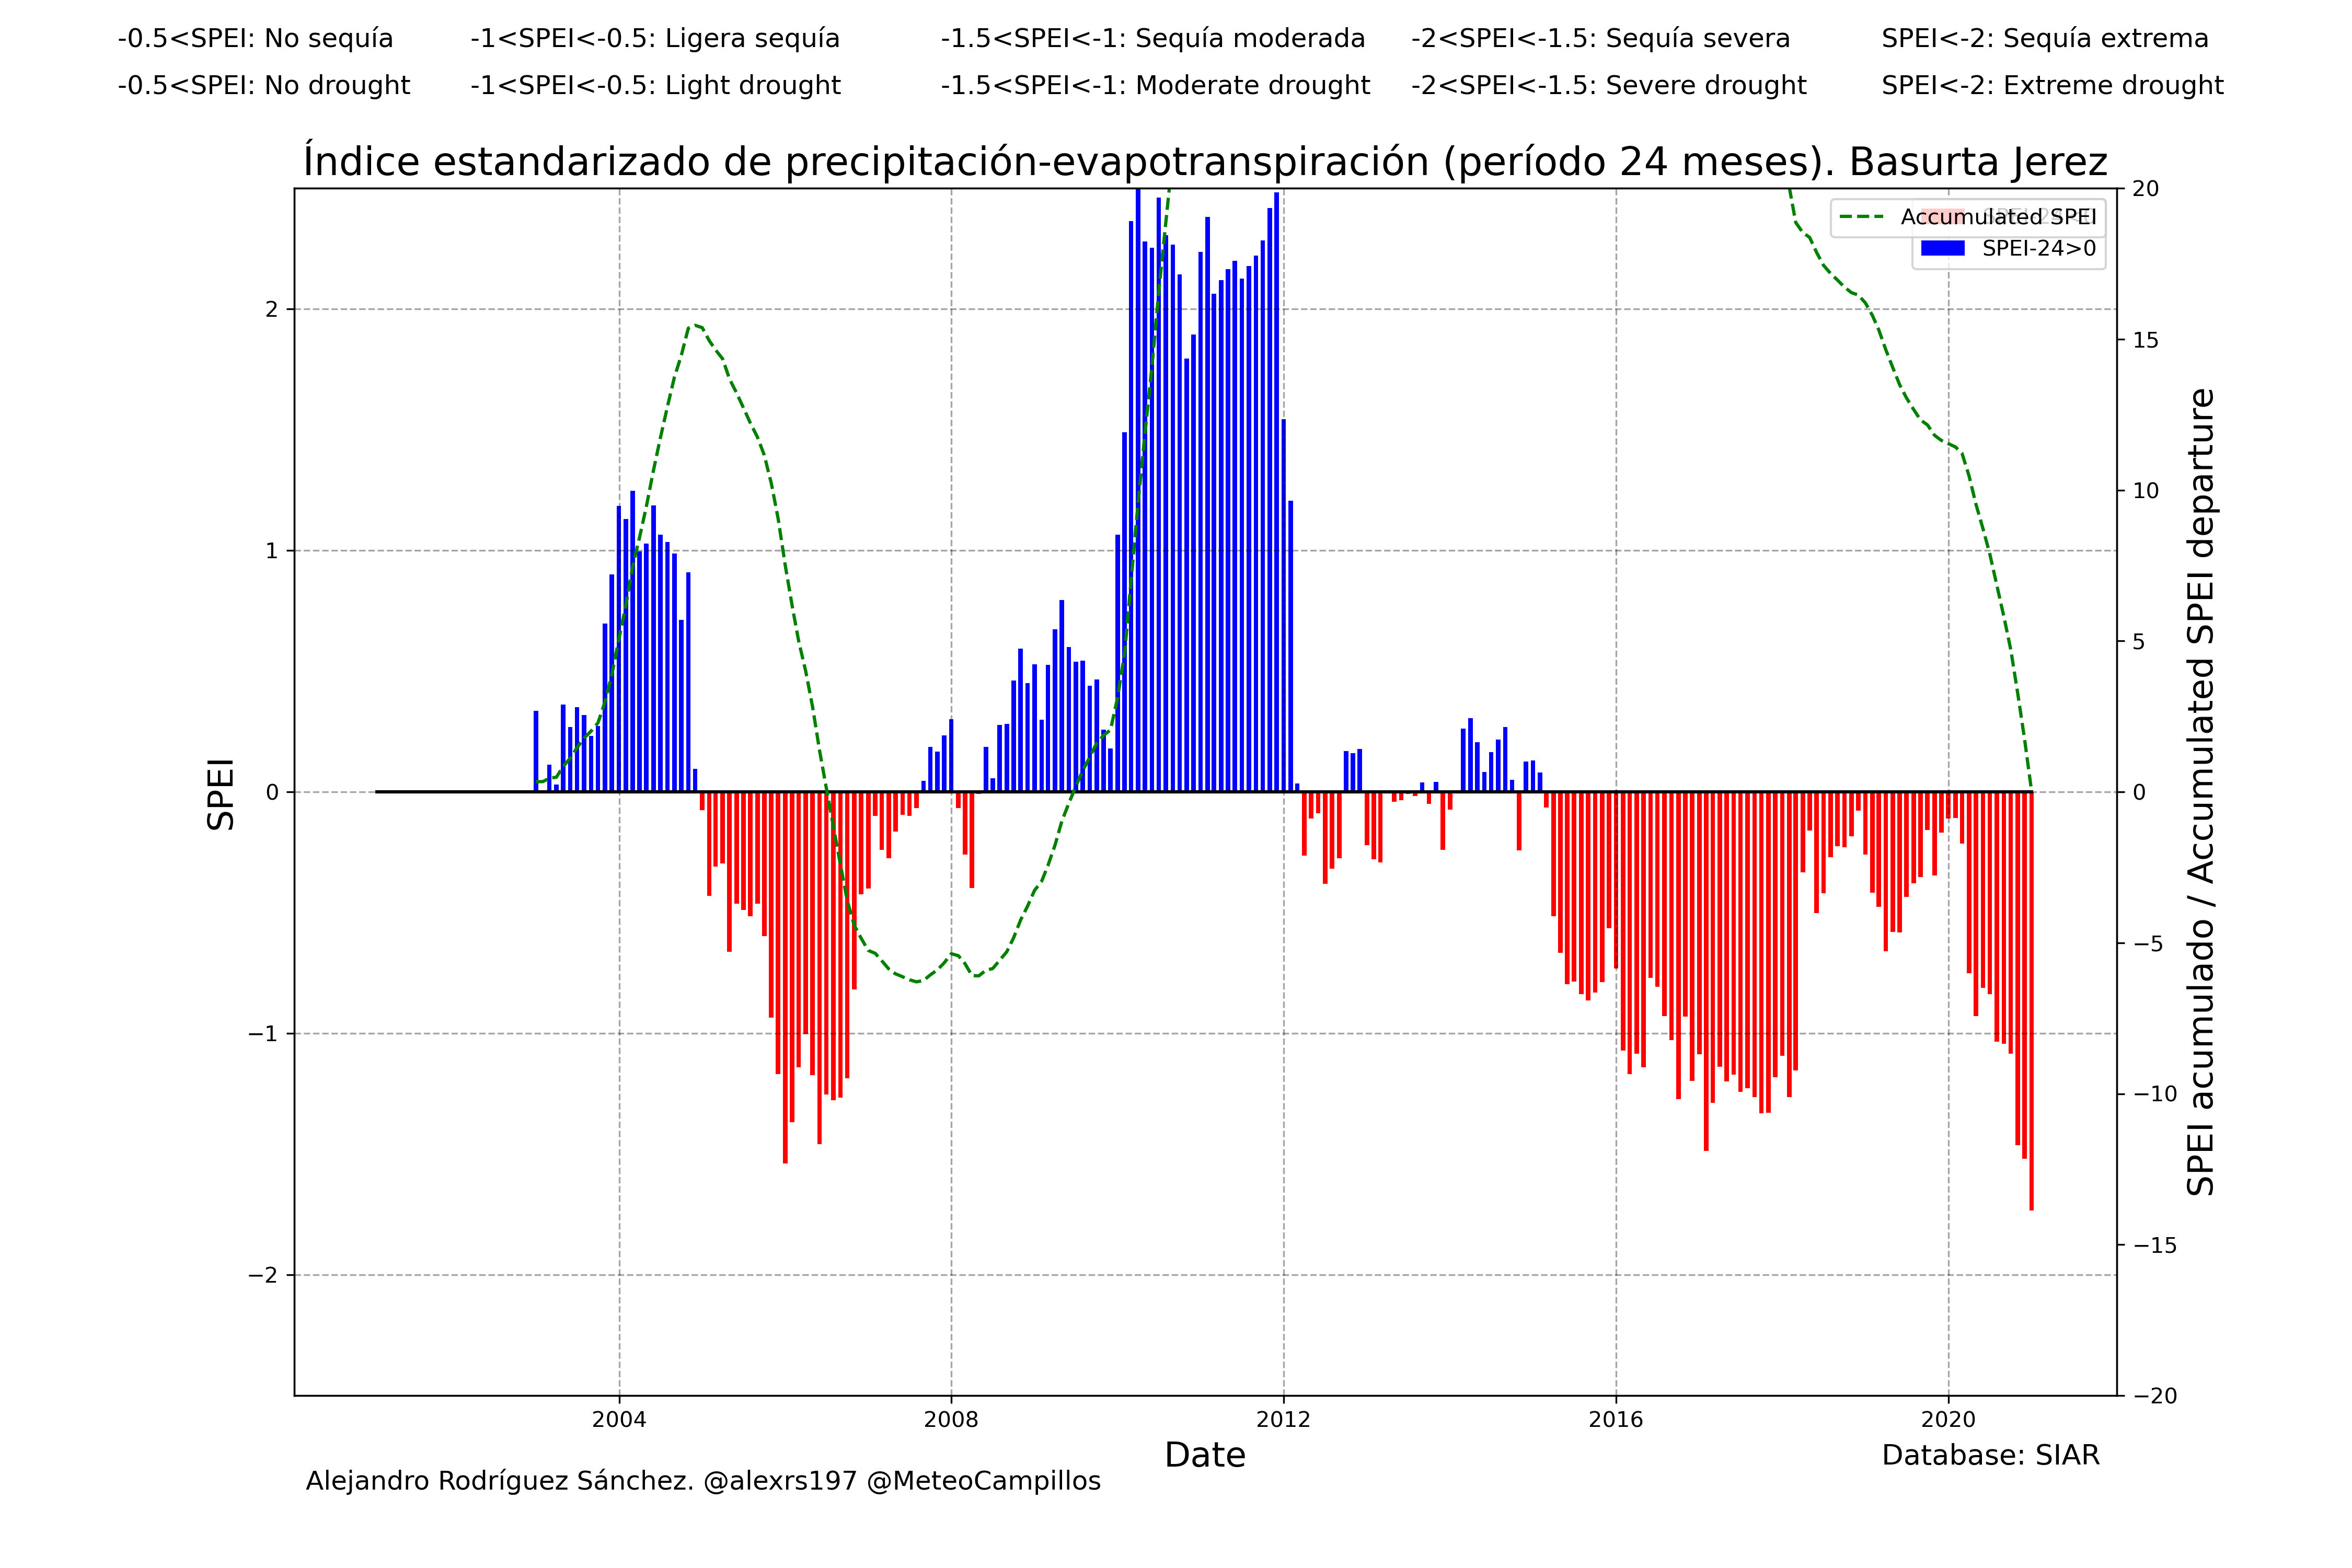 -0.5<SPEI: No sequía -1<SPEI<-0.5: Ligera sequía -1.5<SPEI<-1: Sequía moderada -2<SPEI<-1.5: Sequía severa SPEI<-2: Sequía extrema
-0.5<SPEI: No drought -1<SPEI<-0.5: Light drought -1.5<SPEI<-1: Moderate drought -2<SPEI<-1.5: Severe drought SPEI<-2: Extreme drought
Índice estandarizado de precipitación-evapotranspiración (período 24 meses). Basurta Jerez
Accumulated SPEI
SPEI-24>0
SPEI
2
1
0
−1
−2
20
15
10
5
0
−5
−10
−15
−20
SPEI acumulado / Accumulated SPEI departure
2004 2008 2012 2016 2020
Date
Database: SIAR
Alejandro Rodríguez Sánchez. @alexrs197 @MeteoCampillos